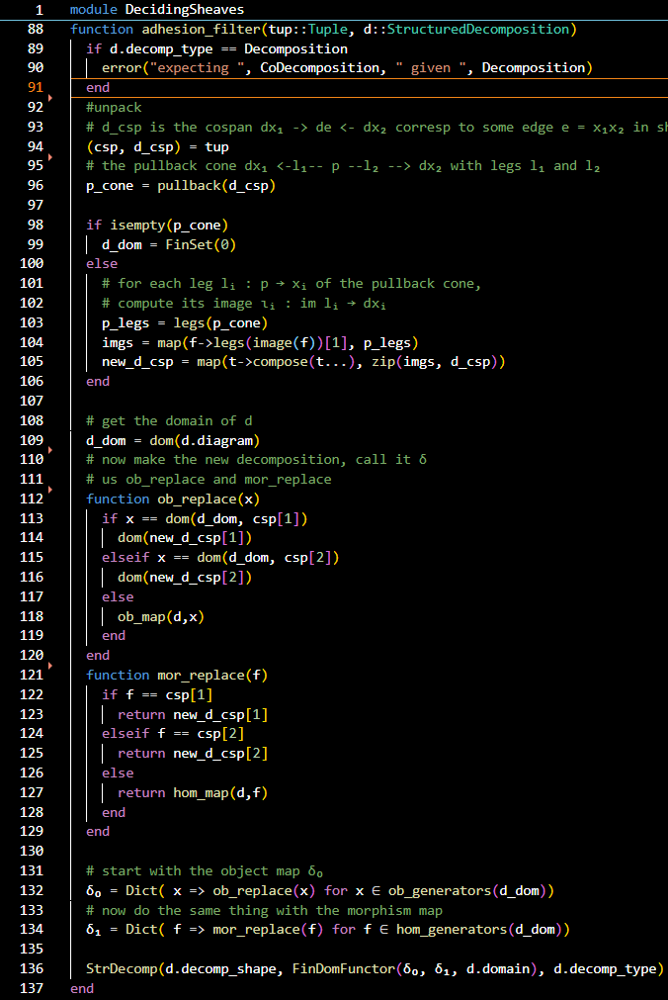 1 module DecidingSheaves
88 function adhesion_filter(tup::Tuple, d::StructuredDecomposition)
89 if d.decomp_type == Decomposition
90 error("expecting ", CoDecomposition, " given ", Decomposition)
91 end
92 #unpack
93 # d_csp is the cospan dx₁ -> de <- dx₂ corresp to some edge e = x₁x₂ in sh
94 (csp, d_csp) = tup
95 # the pullback cone dx₁ <-l₁-- p --l₂ --> dx₂ with legs l₁ and l₂
96 p_cone = pullback(d_csp)
97
98 if isempty(p_cone)
99 d_dom = FinSet(0)
100 else
101 # for each leg lᵢ : p → xᵢ of the pullback cone,
102 # compute its image ιᵢ : im lᵢ → dxᵢ
103 p_legs = legs(p_cone)
104 imgs = map(f->legs(image(f))[1], p_legs)
105 new_d_csp = map(t->compose(t...), zip(imgs, d_csp))
106 end
107
108 # get the domain of d
109 d_dom = dom(d.diagram)
110 # now make the new decomposition, call it δ
111 # us ob_replace and mor_replace
112 function ob_replace(x)
113 if x == dom(d_dom, csp[1])
114 dom(new_d_csp[1])
115 elseif x == dom(d_dom, csp[2])
116 dom(new_d_csp[2])
117 else
118 ob_map(d,x)
119 end
120 end
121 function mor_replace(f)
122 if f == csp[1]
123 return new_d_csp[1]
124 elseif f == csp[2]
125 return new_d_csp[2]
126 else
127 return hom_map(d,f)
128 end
129 end
130
131 # start with the object map δ₀
132 δ₀ = Dict( x => ob_replace(x) for x ∈ ob_generators(d_dom))
133 # now do the same thing with the morphism map
134 δ₁ = Dict( f => mor_replace(f) for f ∈ hom_generators(d_dom))
135
136 StrDecomp(d.decomp_shape, FinDomFunctor(δ₀, δ₁, d.domain), d.decomp_type)
137 end